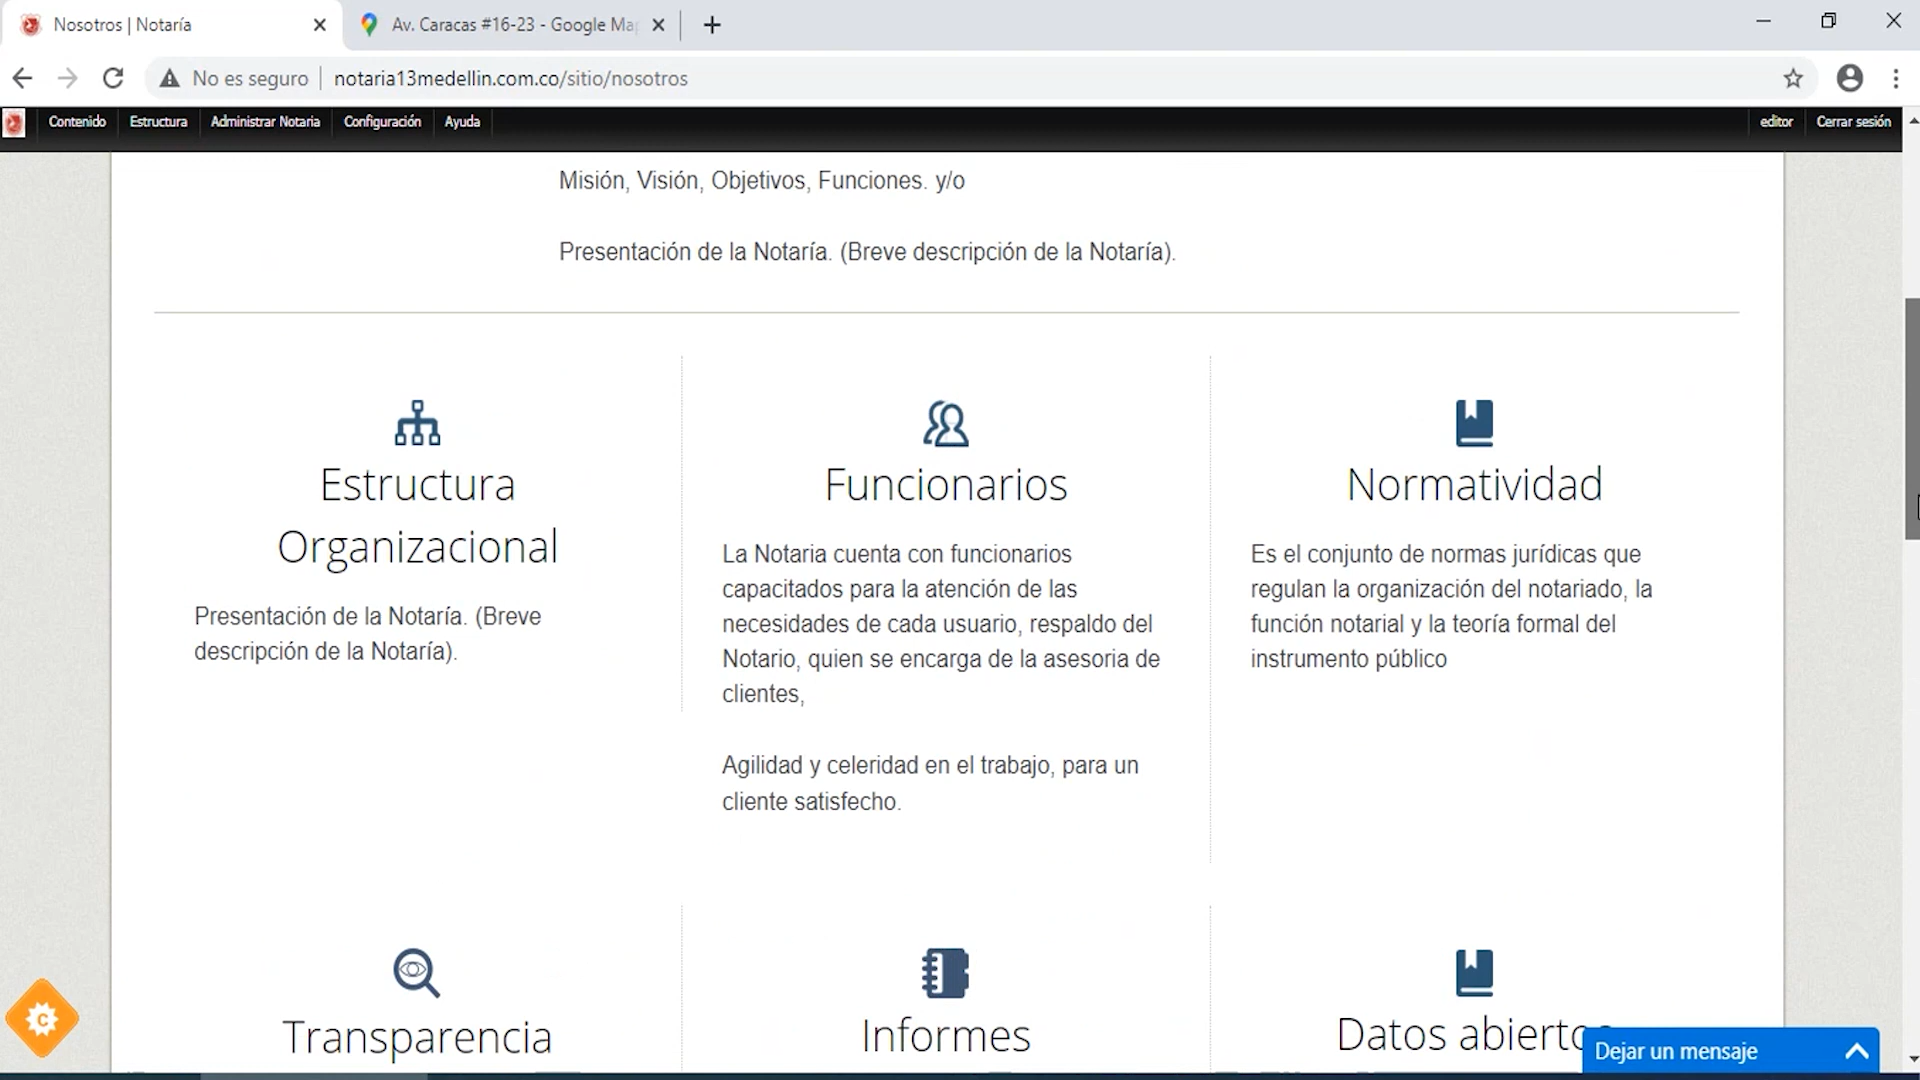 Nosotros | Notaría
Av. Caracas #16-23 - Google Ma
No es seguro
notaria13medellin.com.co/sitio/nosotros
Contenido Estructura Administrar Notaria Configuración Ayuda editor Cerrar sesión
Misión, Visión, Objetivos, Funciones. y/o
Presentación de la Notaría. (Breve descripción de la Notaría).
Estructura
Organizacional
Presentación de la Notaría. (Breve
descripción de la Notaría).
Funcionarios
La Notaria cuenta con funcionarios
capacitados para la atención de las
necesidades de cada usuario, respaldo del
Notario, quien se encarga de la asesoria de
clientes,
Agilidad y celeridad en el trabajo, para un
cliente satisfecho.
Normatividad
Es el conjunto de normas jurídicas que
regulan la organización del notariado, la
función notarial y la teoría formal del
instrumento público
Transparencia
Informes
Datos abiertos
C
Dejar un mensaje